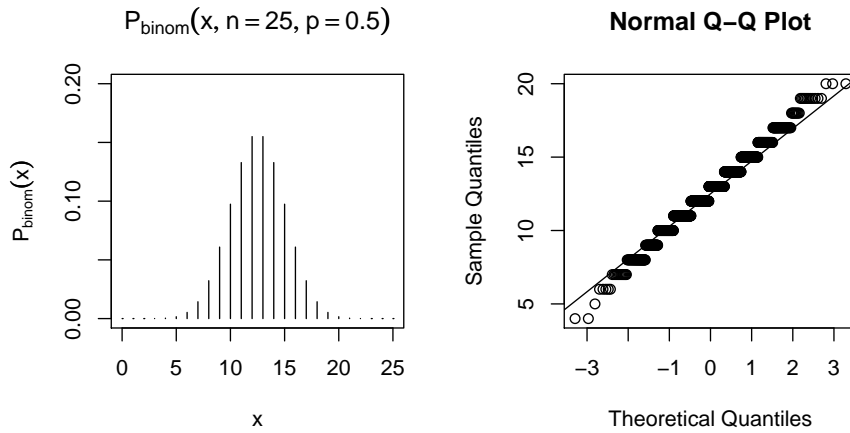 P_binom(x, n = 25, p = 0.5)
P_binom(x)
0.00
0.10
0.20
0 5 10 15 20 25
x
Normal Q−Q Plot
Sample Quantiles
5
10
15
20
−3 −2 −1 0 1 2 3
Theoretical Quantiles